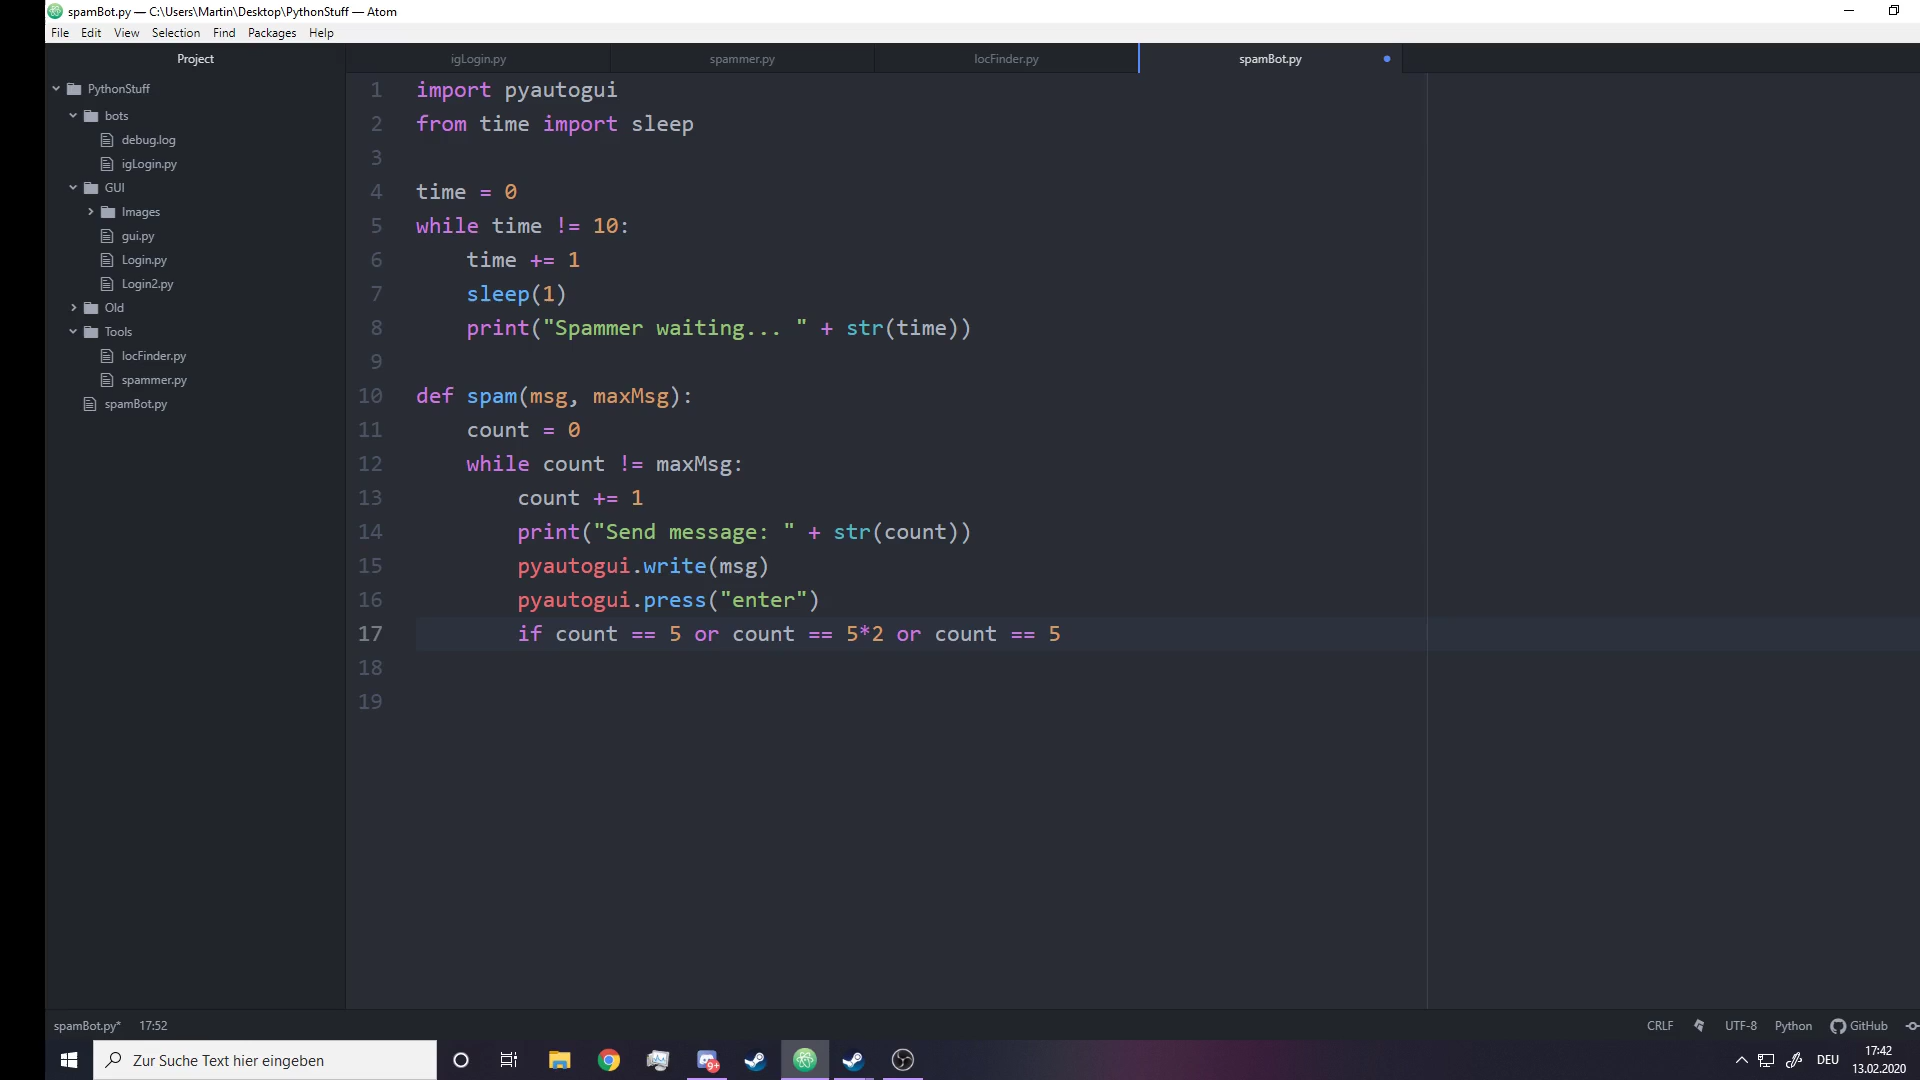 spamBot.py — C:\Users\Martin\Desktop\PythonStuff — Atom
File Edit View Selection Find Packages Help
Project
igLogin.py
spammer.py
locFinder.py
spamBot.py
PythonStuff
bots
debug.log
igLogin.py
GUI
Images
gui.py
Login.py
Login2.py
Old
Tools
locFinder.py
spammer.py
spamBot.py
1 import pyautogui
2 from time import sleep
3
4 time = 0
5 while time != 10:
6     time += 1
7     sleep(1)
8     print("Spammer waiting... " + str(time))
9
10 def spam(msg, maxMsg):
11     count = 0
12     while count != maxMsg:
13         count += 1
14         print("Send message: " + str(count))
15         pyautogui.write(msg)
16         pyautogui.press("enter")
17         if count == 5 or count == 5*2 or count == 5
18
19
spamBot.py* 17:52
CRLF UTF-8 Python GitHub
Zur Suche Text hier eingeben
9+
DEU
17:42
13.02.2020